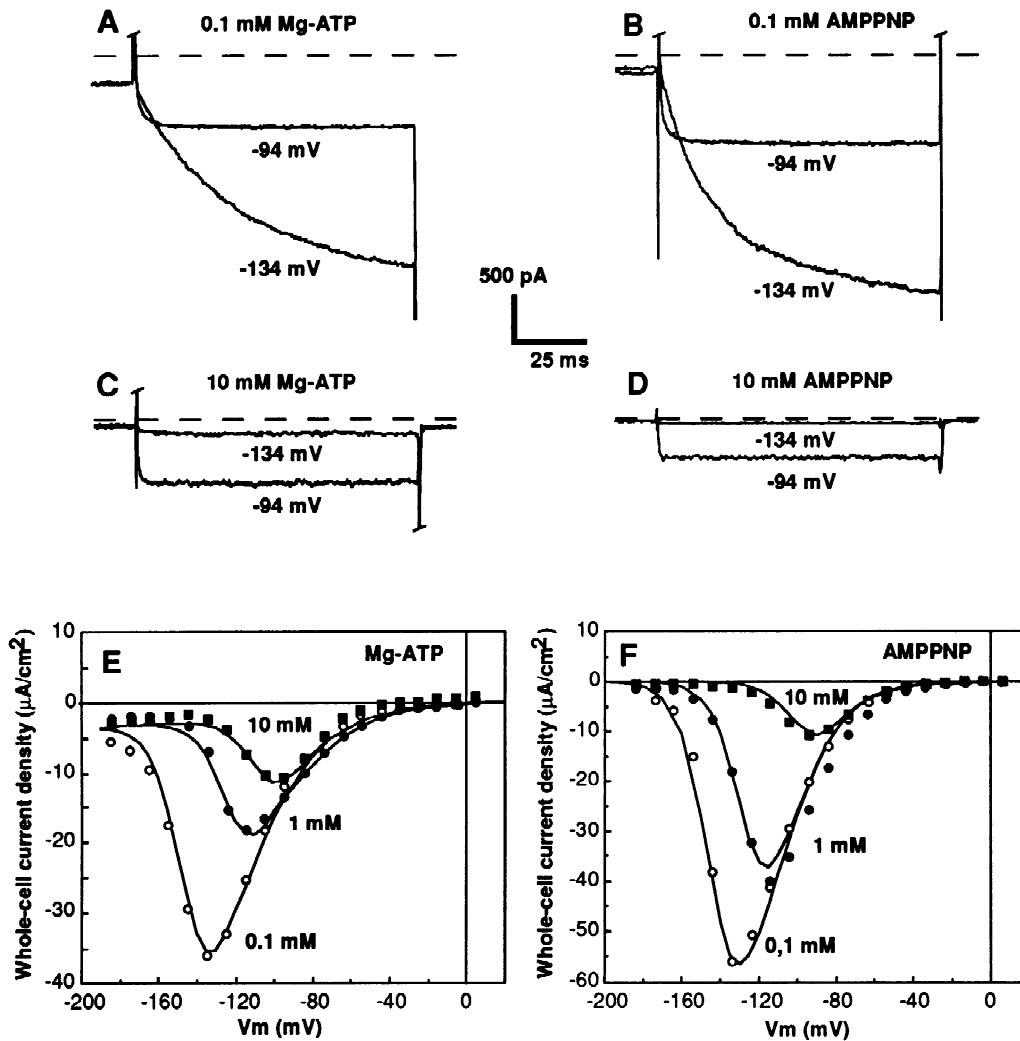 A
0.1 mM Mg-ATP
-94 mV
-134 mV
B
0.1 mM AMPPNP
-94 mV
-134 mV
500 pA
25 ms
C
10 mM Mg-ATP
-134 mV
-94 mV
D
10 mM AMPPNP
-134 mV
-94 mV
E
Mg-ATP
Whole-cell current density (µA/cm2)
10
0
-10
-20
-30
-40
10 mM
1 mM
0.1 mM
-200
-160
-120
-80
-40
0
Vm (mV)
F
AMPPNP
Whole-cell current density (µA/cm2)
10
0
-10
-20
-30
-40
-50
-60
10 mM
1 mM
0,1 mM
-200
-160
-120
-80
-40
0
Vm (mV)